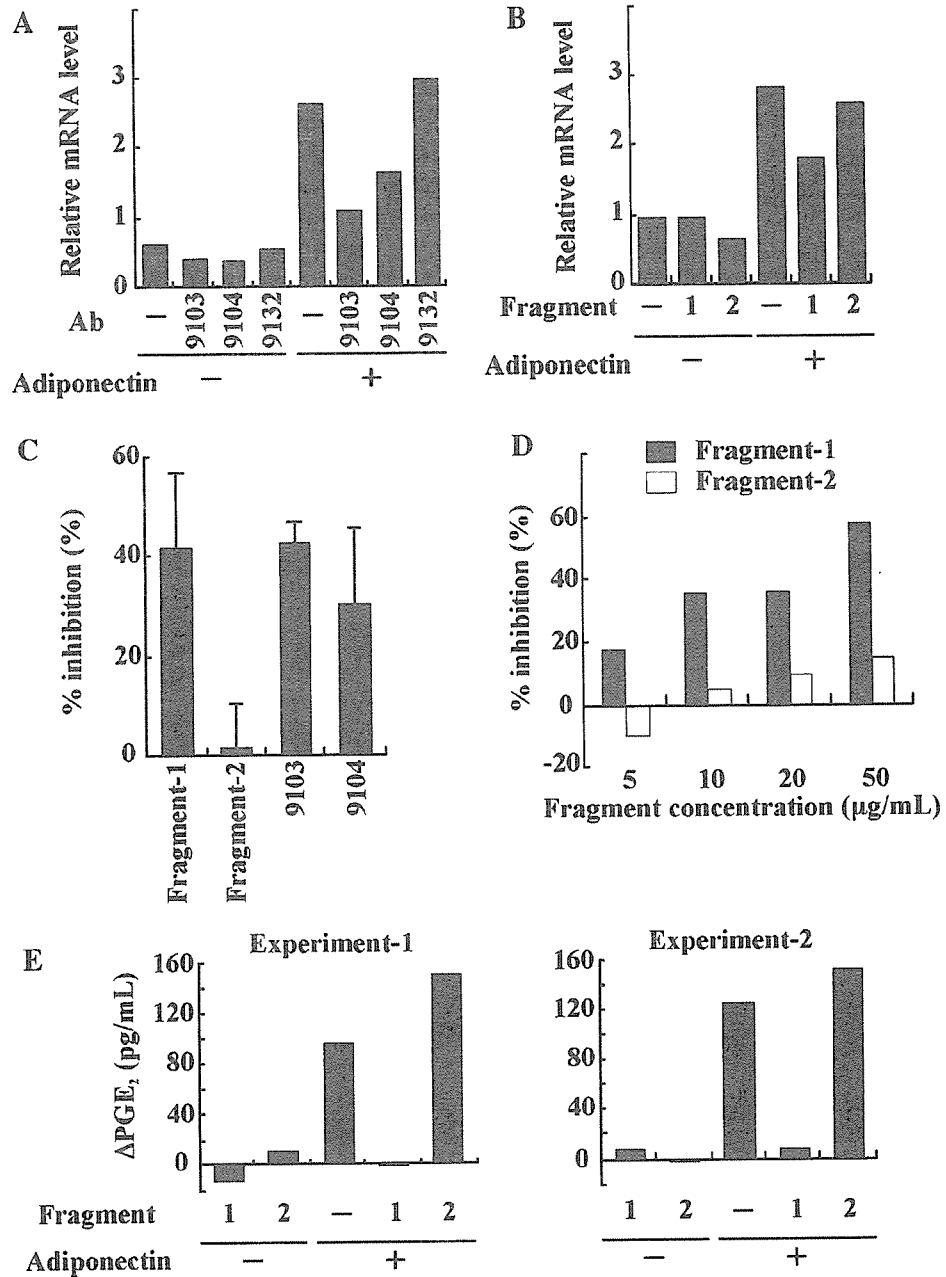 A
Relative mRNA level
3
2
1
0
Ab
— 9103 9104 9132 — 9103 9104 9132
Adiponectin — +
B
Relative mRNA level
3
2
1
0
Fragment — 1 2 — 1 2
Adiponectin — +
C
% inhibition (%)
60
40
20
0
Fragment-1 Fragment-2 9103 9104
D
Fragment-1
Fragment-2
% inhibition (%)
60
40
20
0
-20
5 10 20 50
Fragment concentration (µg/mL)
E
Experiment-1
ΔPGE₂ (pg/mL)
160
120
80
40
0
Fragment 1 2 — 1 2
Adiponectin — +
Experiment-2
160
120
80
40
0
1 2 — 1 2
— +